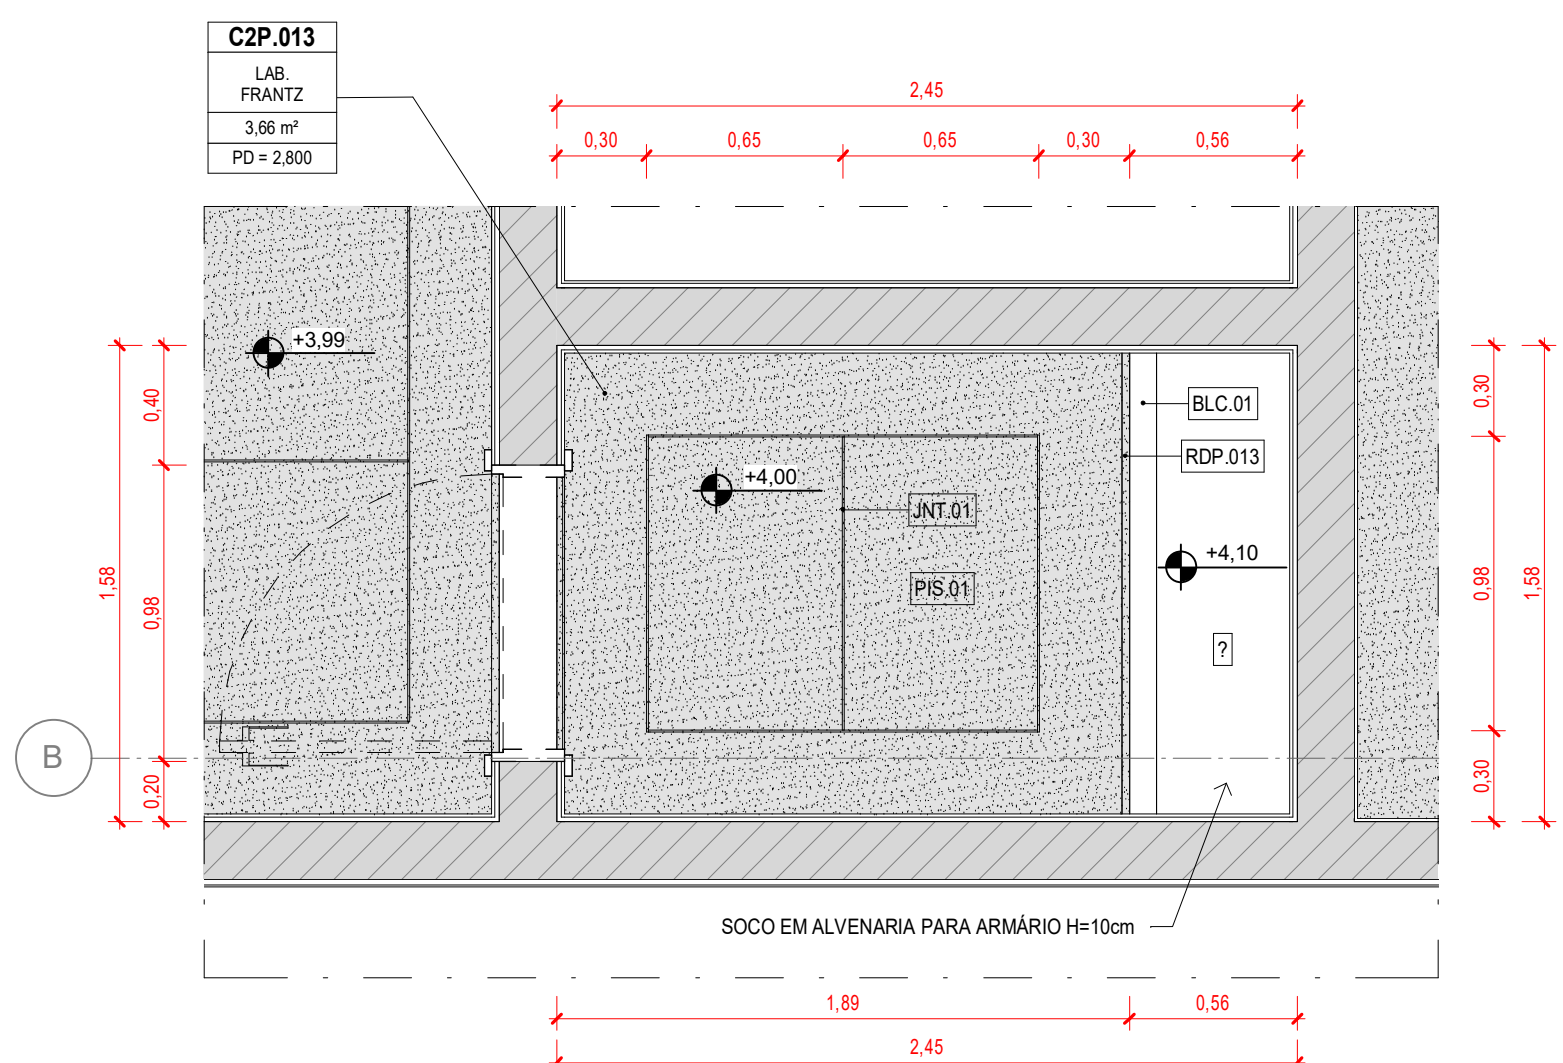 C2P.013
LAB.
FRANTZ
3,66 m²
PD = 2,800
2,45
0,30 0,65 0,65 0,30 0,56
+3,99
0,40
0,30
BLC.01
RDP.013
+4,00
JNT.01
+4,10
PIS.01
1,58
0,98
0,98
1,58
?
B
0,20
0,30
SOCO EM ALVENARIA PARA ARMÁRIO H=10cm
1,89 0,56
2,45